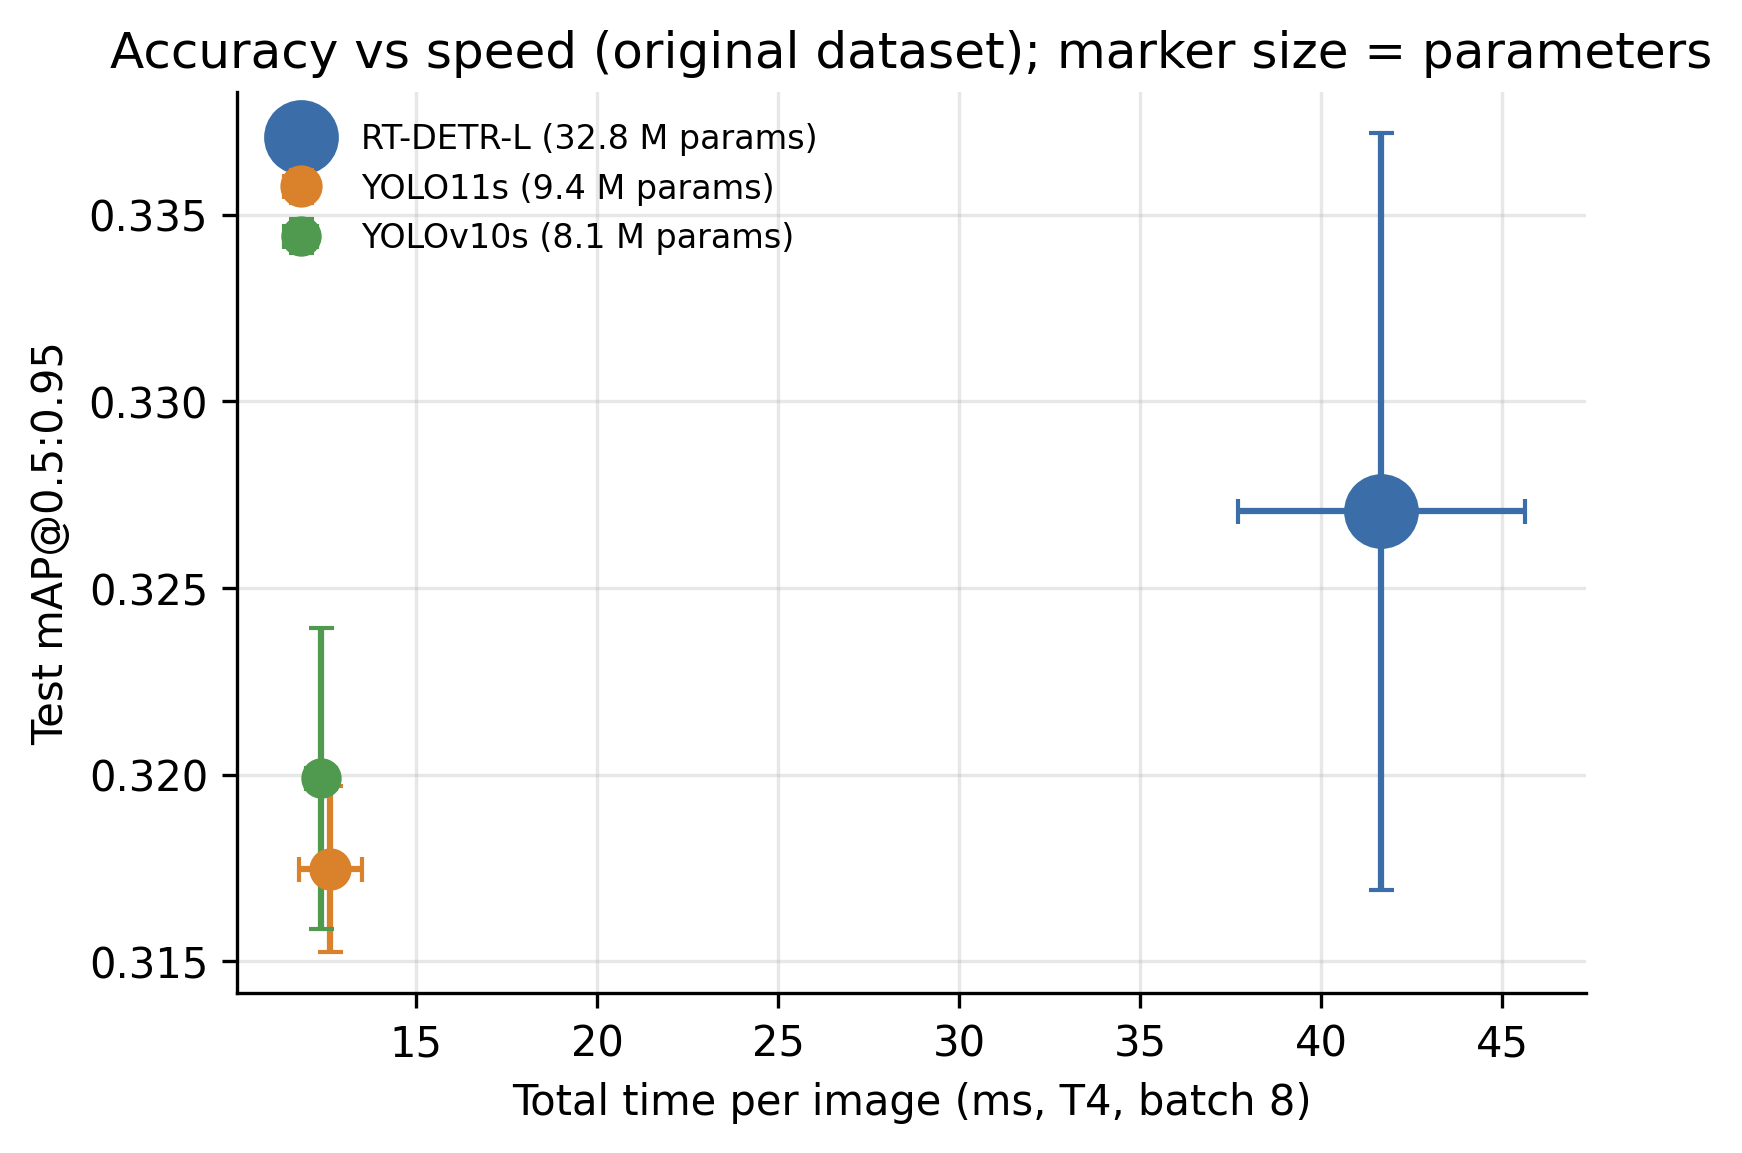 Accuracy vs speed (original dataset); marker size = parameters
RT-DETR-L (32.8 M params)
YOLO11s (9.4 M params)
YOLOv10s (8.1 M params)
Test mAP@0.5:0.95
0.335
0.330
0.325
0.320
0.315
15 20 25 30 35 40 45
Total time per image (ms, T4, batch 8)